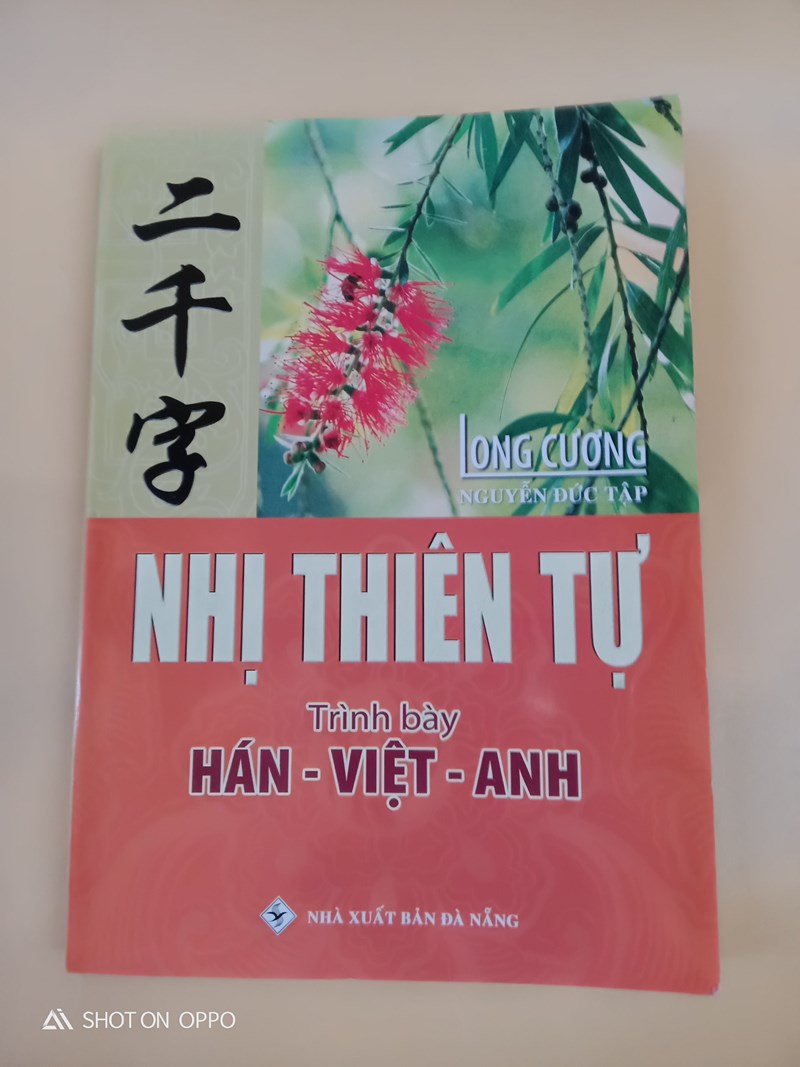 二千字
LONG CƯƠNG
NGUYỄN ĐỨC TẬP
NHỊ THIÊN TỰ
Trình bày
HÁN - VIỆT - ANH
NHÀ XUẤT BẢN ĐÀ NẴNG
SHOT ON OPPO